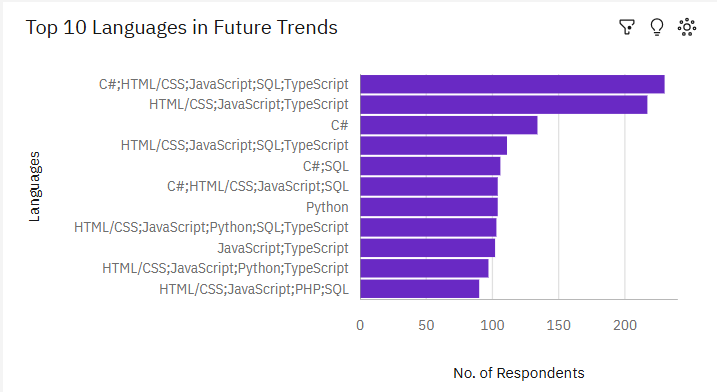 Top 10 Languages in Future Trends
Languages
C#;HTML/CSS;JavaScript;SQL;TypeScript
HTML/CSS;JavaScript;TypeScript
C#
HTML/CSS;JavaScript;SQL;TypeScript
C#;SQL
C#;HTML/CSS;JavaScript;SQL
Python
HTML/CSS;JavaScript;Python;SQL;TypeScript
JavaScript;TypeScript
HTML/CSS;JavaScript;Python;TypeScript
HTML/CSS;JavaScript;PHP;SQL
0 50 100 150 200
No. of Respondents